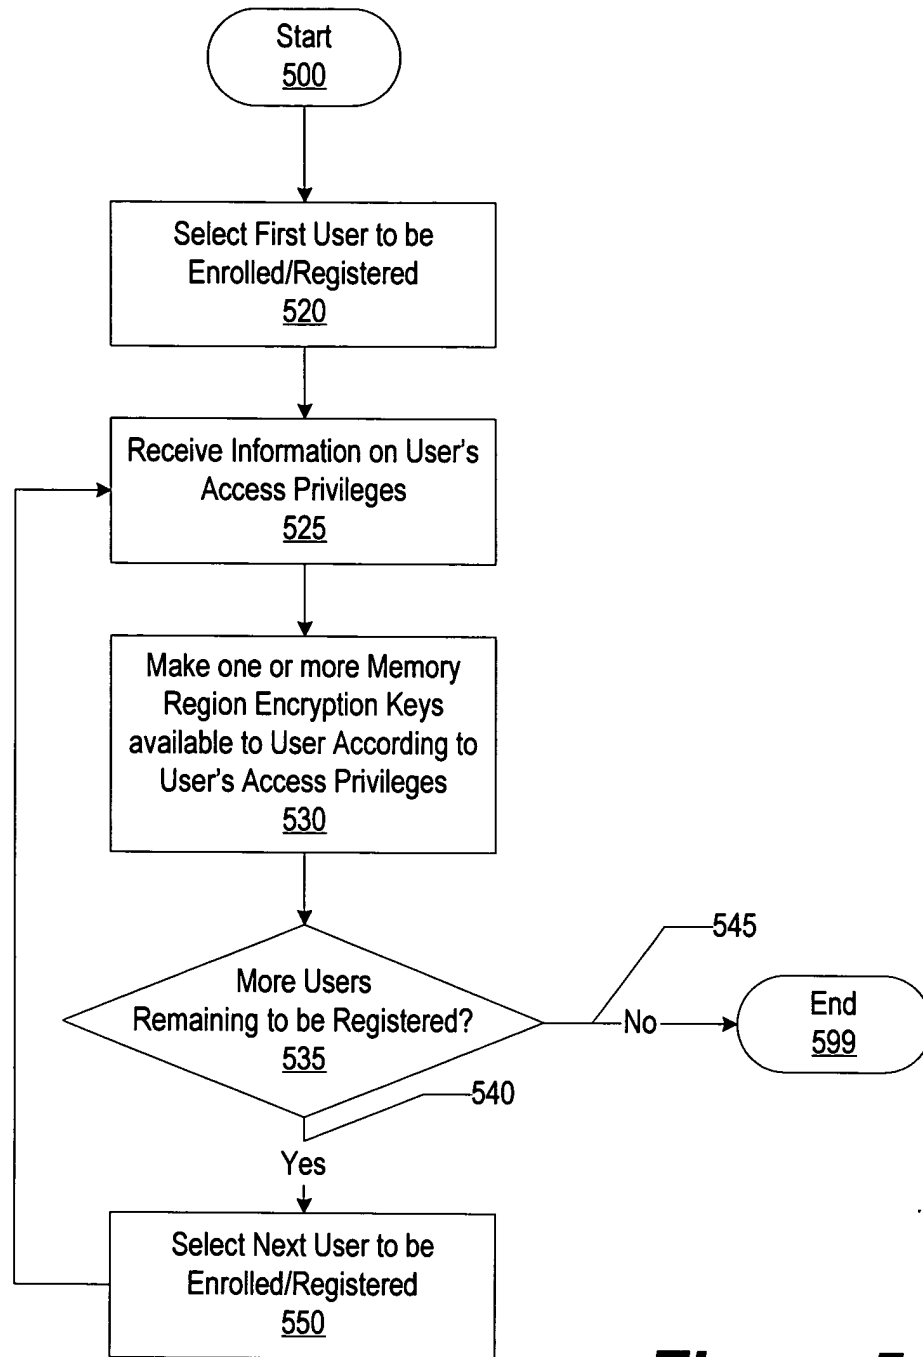 Start
500
Select First User to be
Enrolled/Registered
520
Receive Information on User's
Access Privileges
525
Make one or more Memory
Region Encryption Keys
available to User According to
User's Access Privileges
530
More Users
Remaining to be Registered?
535
545
No
End
599
540
Yes
Select Next User to be
Enrolled/Registered
550